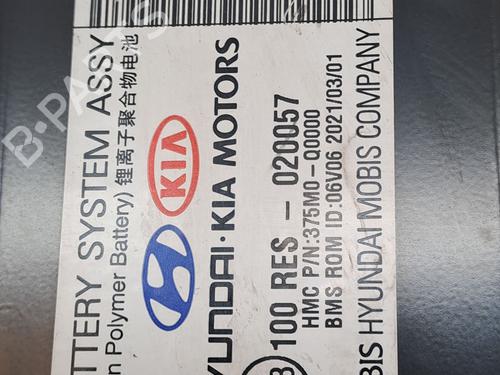 TTERY SYSTEM ASSY
n Polymer Battery) 锂离子聚合物电池
KIA
YUNDAI·KIA MOTORS
100 RES - 020057
HMC P/N:375M0-Q0000
BMS ROM ID:06V06 2021/03/01
BIS HYUNDAI MOBIS COMPANY
B-PARTS